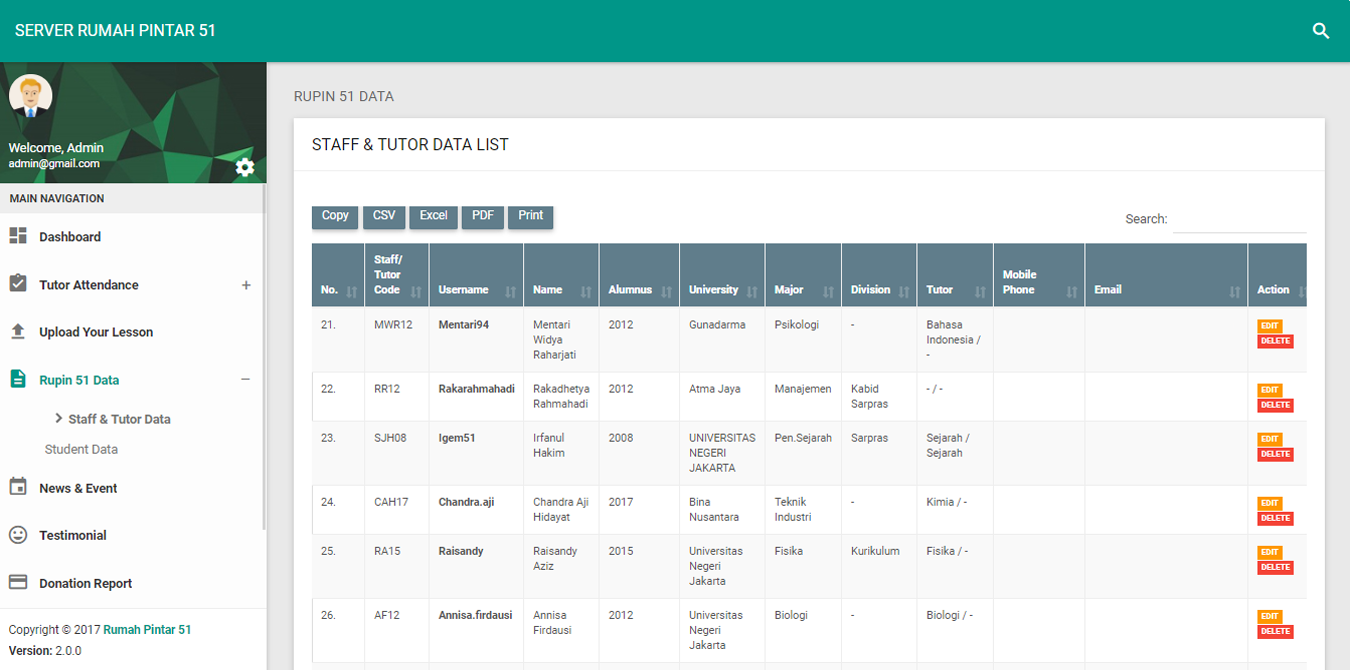 SERVER RUMAH PINTAR 51
Welcome, Admin
admin@gmail.com
MAIN NAVIGATION
Dashboard
Tutor Attendance +
Upload Your Lesson
Rupin 51 Data −
Staff & Tutor Data
Student Data
News & Event
Testimonial
Donation Report
Copyright © 2017 Rumah Pintar 51
Version: 2.0.0
RUPIN 51 DATA
STAFF & TUTOR DATA LIST
Copy CSV Excel PDF Print
Search:
Staff/
Tutor Mobile
No. Code Username Name Alumnus University Major Division Tutor Phone Email Action
21. MWR12 Mentari94 Mentari 2012 Gunadarma Psikologi - Bahasa EDIT
Widya Indonesia / DELETE
Raharjati -
22. RR12 Rakarahmahadi Rakadhetya 2012 Atma Jaya Manajemen Kabid - / - EDIT
Rahmahadi Sarpras DELETE
23. SJH08 Igem51 Irfanul 2008 UNIVERSITAS Pen.Sejarah Sarpras Sejarah / EDIT
Hakim NEGERI Sejarah DELETE
JAKARTA
24. CAH17 Chandra.aji Chandra Aji 2017 Bina Teknik - Kimia / - EDIT
Hidayat Nusantara Industri DELETE
25. RA15 Raisandy Raisandy 2015 Universitas Fisika Kurikulum Fisika / - EDIT
Aziz Negeri DELETE
Jakarta
26. AF12 Annisa.firdausi Annisa 2012 Universitas Biologi - Biologi / - EDIT
Firdausi Negeri DELETE
Jakarta